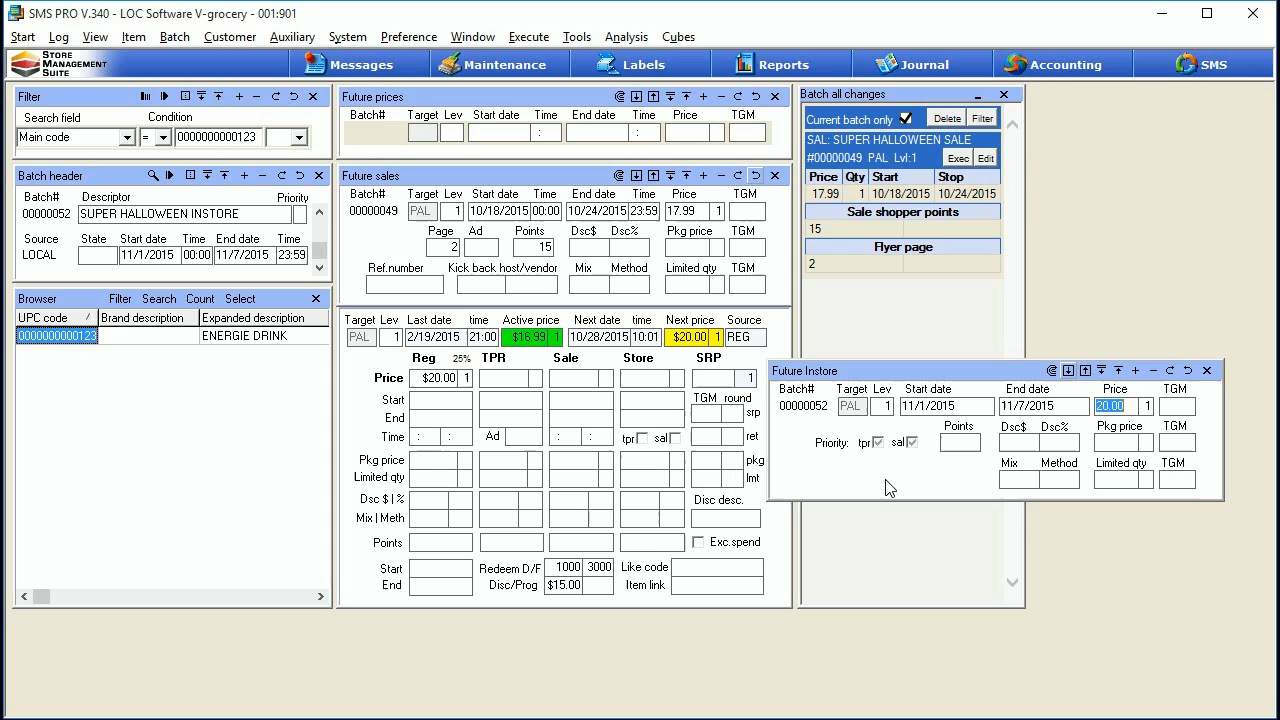 SMS PRO V.340 - LOC Software V-grocery - 001:901
Start Log View Item Batch Customer Auxiliary System Preference Window Execute Tools Analysis Cubes
STORE
MANAGEMENT
SUITE
Messages Maintenance Labels Reports Journal Accounting SMS
Filter
Search field Condition
Main code = 0000000000123
Batch header
Batch# Descriptor Priority
00000052 SUPER HALLOWEEN INSTORE
Source State Start date Time End date Time
LOCAL 11/1/2015 00:00 11/7/2015 23:59
Browser Filter Search Count Select
UPC code Brand description Expanded description
0000000000123 ENERGIE DRINK
Future prices
Batch# Target Lev Start date Time End date Time Price TGM
: :
Future sales
Batch# Target Lev Start date Time End date Time Price TGM
00000049 PAL 1 10/18/2015 00:00 10/24/2015 23:59 17.99 1
Page Ad Points Dsc$ Dsc% Pkg price TGM
2 15
Ref.number Kick back host/vendor Mix Method Limited qty TGM
Target Lev Last date time Active price Next date time Next price Source
PAL 1 2/19/2015 21:00 $16.99 1 10/28/2015 10:01 $20.00 1 REG
Reg 25% TPR Sale Store SRP
Price $20.00 1 1
Start TGM round
End srp
Time : : Ad : : tpr sal ret
Pkg price pkg
Limited qty lmt
Dsc $ | % Disc desc.
Mix | Meth
Points Exc.spend
Start Redeem D/F 1000 3000 Like code
End Disc/Prog $15.00 Item link
Batch all changes
Current batch only Delete Filter
SAL: SUPER HALLOWEEN SALE
#00000049 PAL Lvl:1 Exec Edit
Price Qty Start Stop
17.99 1 10/18/2015 10/24/2015
Sale shopper points
15
Flyer page
2
Future Instore
Batch# Target Lev Start date End date Price TGM
00000052 PAL 1 11/1/2015 11/7/2015 20.00 1
Priority: tpr sal Points Dsc$ Dsc% Pkg price TGM
Mix Method Limited qty TGM